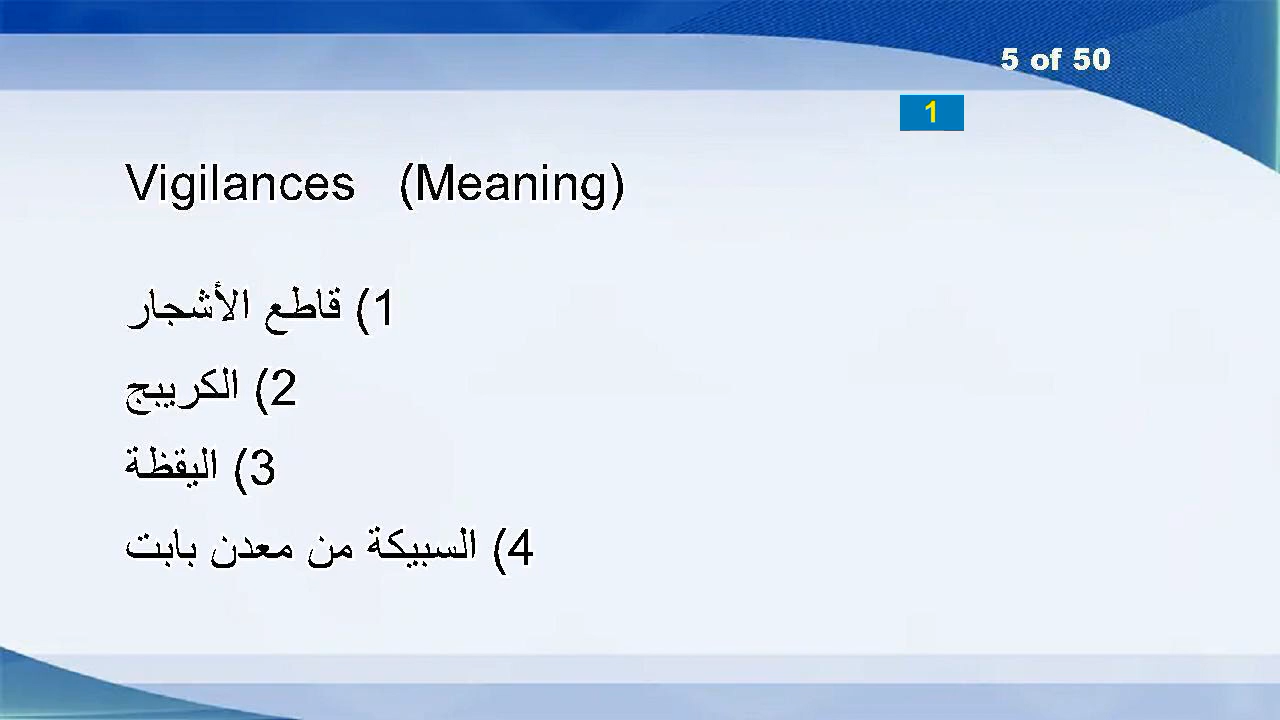 5 of 50
1
Vigilances (Meaning)
1) قاطع الأشجار
2) الكريبج
3) اليقظة
4) السبيكة من معدن بابت